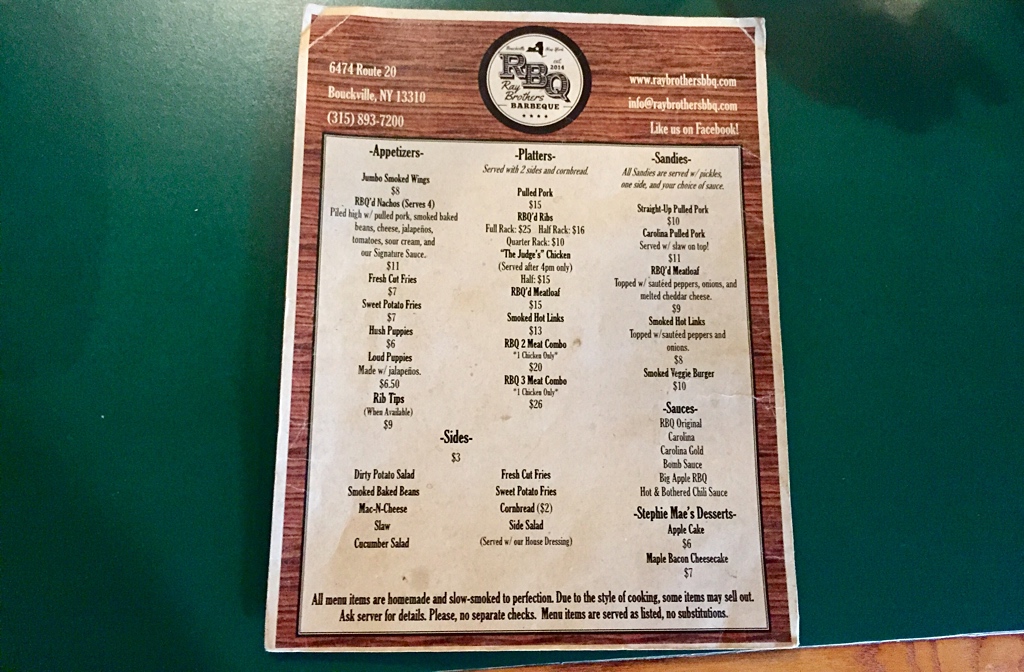 6474 Route 20
Bouckville, NY 13310
(315) 893-7200
Bouckville New York
est. 2014
RBQ
Ray Brothers
BARBEQUE
www.raybrothersbbq.com
info@raybrothersbbq.com
Like us on Facebook!
-Appetizers-
Jumbo Smoked Wings
$8
RBQ'd Nachos (Serves 4)
Piled high w/ pulled pork, smoked baked
beans, cheese, jalapeños,
tomatoes, sour cream, and
our Signature Sauce.
$11
Fresh Cut Fries
$7
Sweet Potato Fries
$7
Hush Puppies
$6
Loud Puppies
Made w/ jalapeños.
$6.50
Rib Tips
(When Available)
$9
-Platters-
Served with 2 sides and cornbread.
Pulled Pork
$15
RBQ'd Ribs
Full Rack: $25 Half Rack: $16
Quarter Rack: $10
"The Judge's" Chicken
(Served after 4pm only)
Half: $15
RBQ'd Meatloaf
$15
Smoked Hot Links
$13
RBQ 2 Meat Combo
*1 Chicken Only*
$20
RBQ 3 Meat Combo
*1 Chicken Only*
$26
-Sandies-
All Sandies are served w/ pickles,
one side, and your choice of sauce.
Straight-Up Pulled Pork
$10
Carolina Pulled Pork
Served w/ slaw on top!
$11
RBQ'd Meatloaf
Topped w/ sautéed peppers, onions, and
melted cheddar cheese.
$9
Smoked Hot Links
Topped w/sautéed peppers and
onions.
$8
Smoked Veggie Burger
$10
-Sides-
$3
Dirty Potato Salad
Smoked Baked Beans
Mac-N-Cheese
Slaw
Cucumber Salad
Fresh Cut Fries
Sweet Potato Fries
Cornbread ($2)
Side Salad
(Served w/ our House Dressing)
-Sauces-
RBQ Original
Carolina
Carolina Gold
Bomb Sauce
Big Apple RBQ
Hot & Bothered Chili Sauce
-Stephie Mae's Desserts-
Apple Cake
$6
Maple Bacon Cheesecake
$7
All menu items are homemade and slow-smoked to perfection. Due to the style of cooking, some items may sell out.
Ask server for details. Please, no separate checks. Menu items are served as listed, no substitutions.